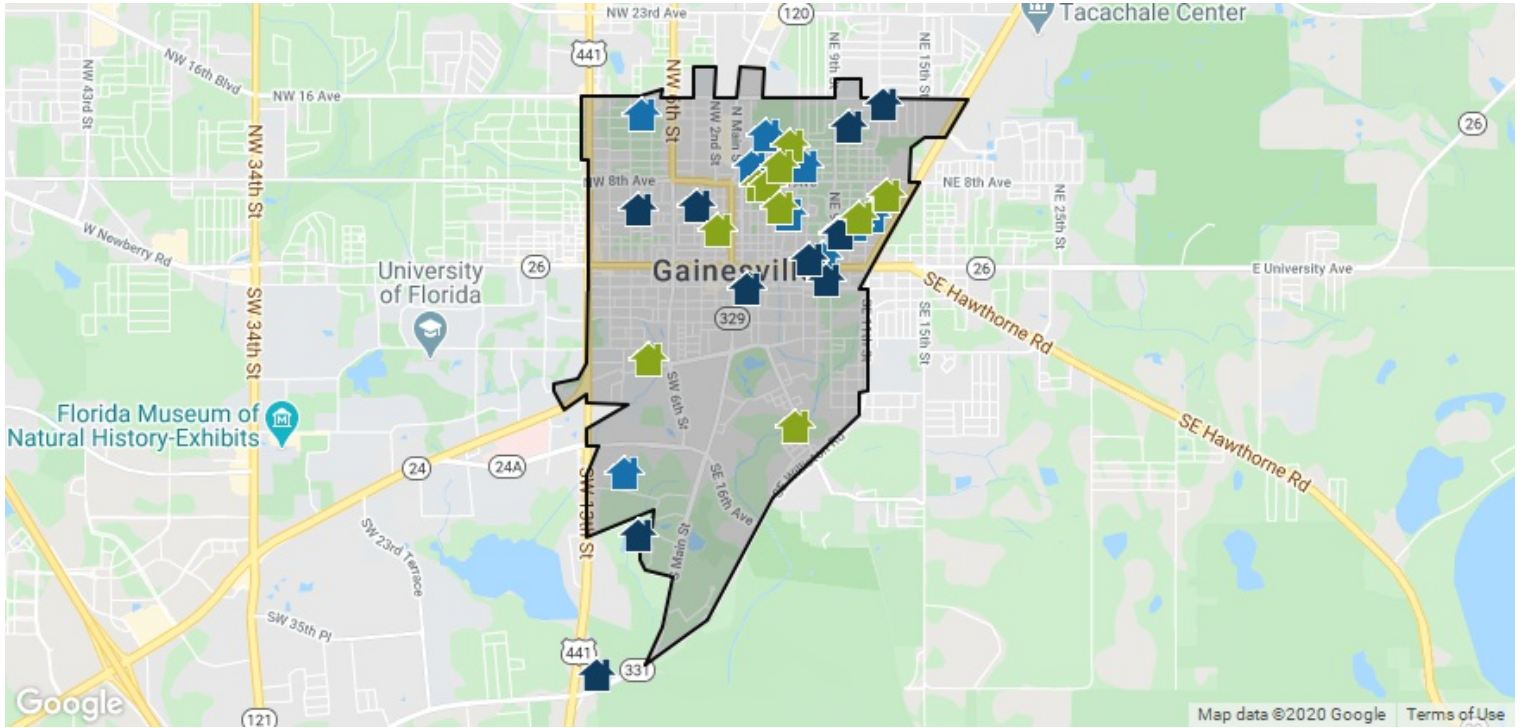 NW 23rd Ave
120
Tacachale Center
441
NW 43rd St
NW 16th Blvd
NW 16 Ave
NW 6th St
NW 2nd St
N Main S
NE 9th St
NE 15th St
26
NW 34th St
NW 8th Ave
NE 8th Ave
NE 25th St
W Newberry Rd
University
of Florida
26
Gainesvill
26
E University Ave
SW 34th St
329
SE 11th St
SE 15th St
SE Hawthorne Rd
Florida Museum of
Natural History-Exhibits
SW 6th St
SE Hawthorne Rd
24
24A
SW 13th St
SE 16th Ave
S Main St
SW 23rd Terrace
SW 35th Pl
441
331
121
Google
Map data ©2020 Google
Terms of Use